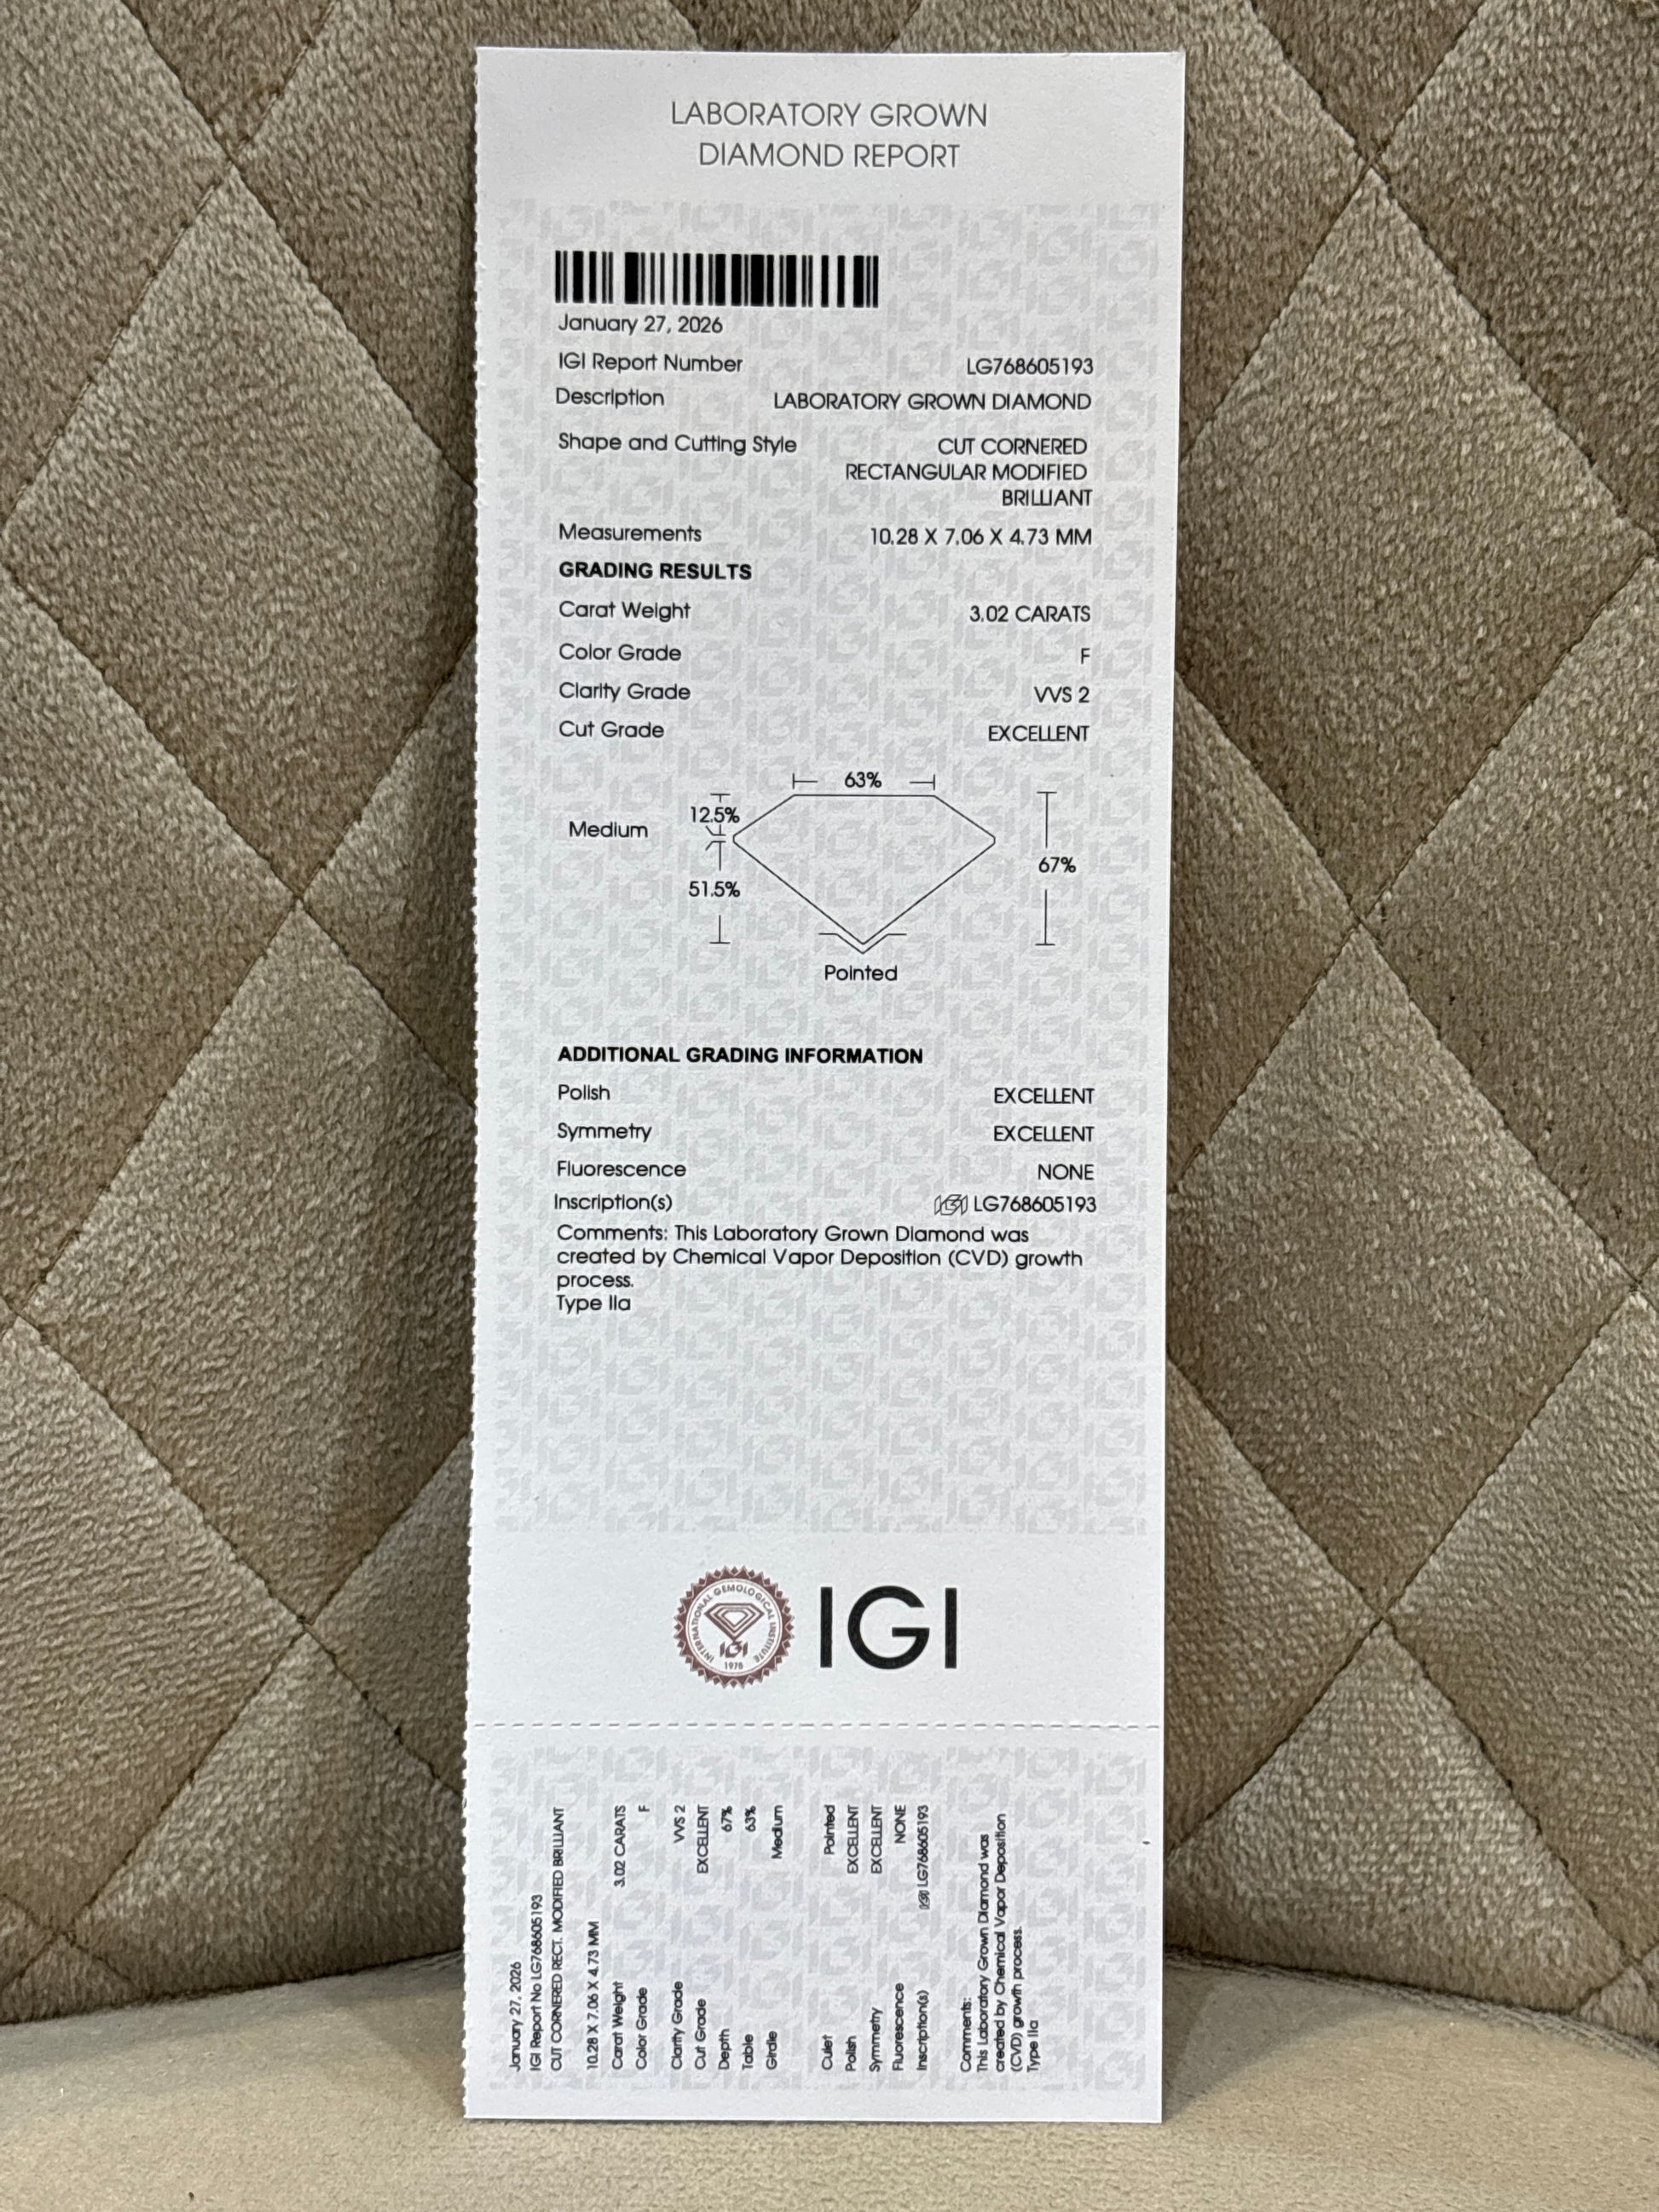 LABORATORY GROWN
DIAMOND REPORT
January 27, 2026
IGI Report Number LG768605193
Description LABORATORY GROWN DIAMOND
Shape and Cutting Style CUT CORNERED
RECTANGULAR MODIFIED
BRILLIANT
Measurements 10.28 X 7.06 X 4.73 MM
GRADING RESULTS
Carat Weight 3.02 CARATS
Color Grade F
Clarity Grade VVS 2
Cut Grade EXCELLENT
63%
12.5%
Medium
67%
51.5%
Pointed
ADDITIONAL GRADING INFORMATION
Polish EXCELLENT
Symmetry EXCELLENT
Fluorescence NONE
Inscription(s) IGI LG768605193
Comments: This Laboratory Grown Diamond was
created by Chemical Vapor Deposition (CVD) growth
process.
Type IIa
INTERNATIONAL GEMOLOGICAL INSTITUTE
IGI
1975
IGI
January 27, 2026
IGI Report No LG768605193
CUT CORNERED RECT. MODIFIED BRILLIANT
10.28 X 7.06 X 4.73 MM
Carat Weight 3.02 CARATS
Color Grade F
Clarity Grade VVS 2
Cut Grade EXCELLENT
Depth 67%
Table 63%
Girdle Medium
Culet Pointed
Polish EXCELLENT
Symmetry EXCELLENT
Fluorescence NONE
Inscription(s) IGI LG768605193
Comments:
This Laboratory Grown Diamond was
created by Chemical Vapor Deposition
(CVD) growth process.
Type IIa